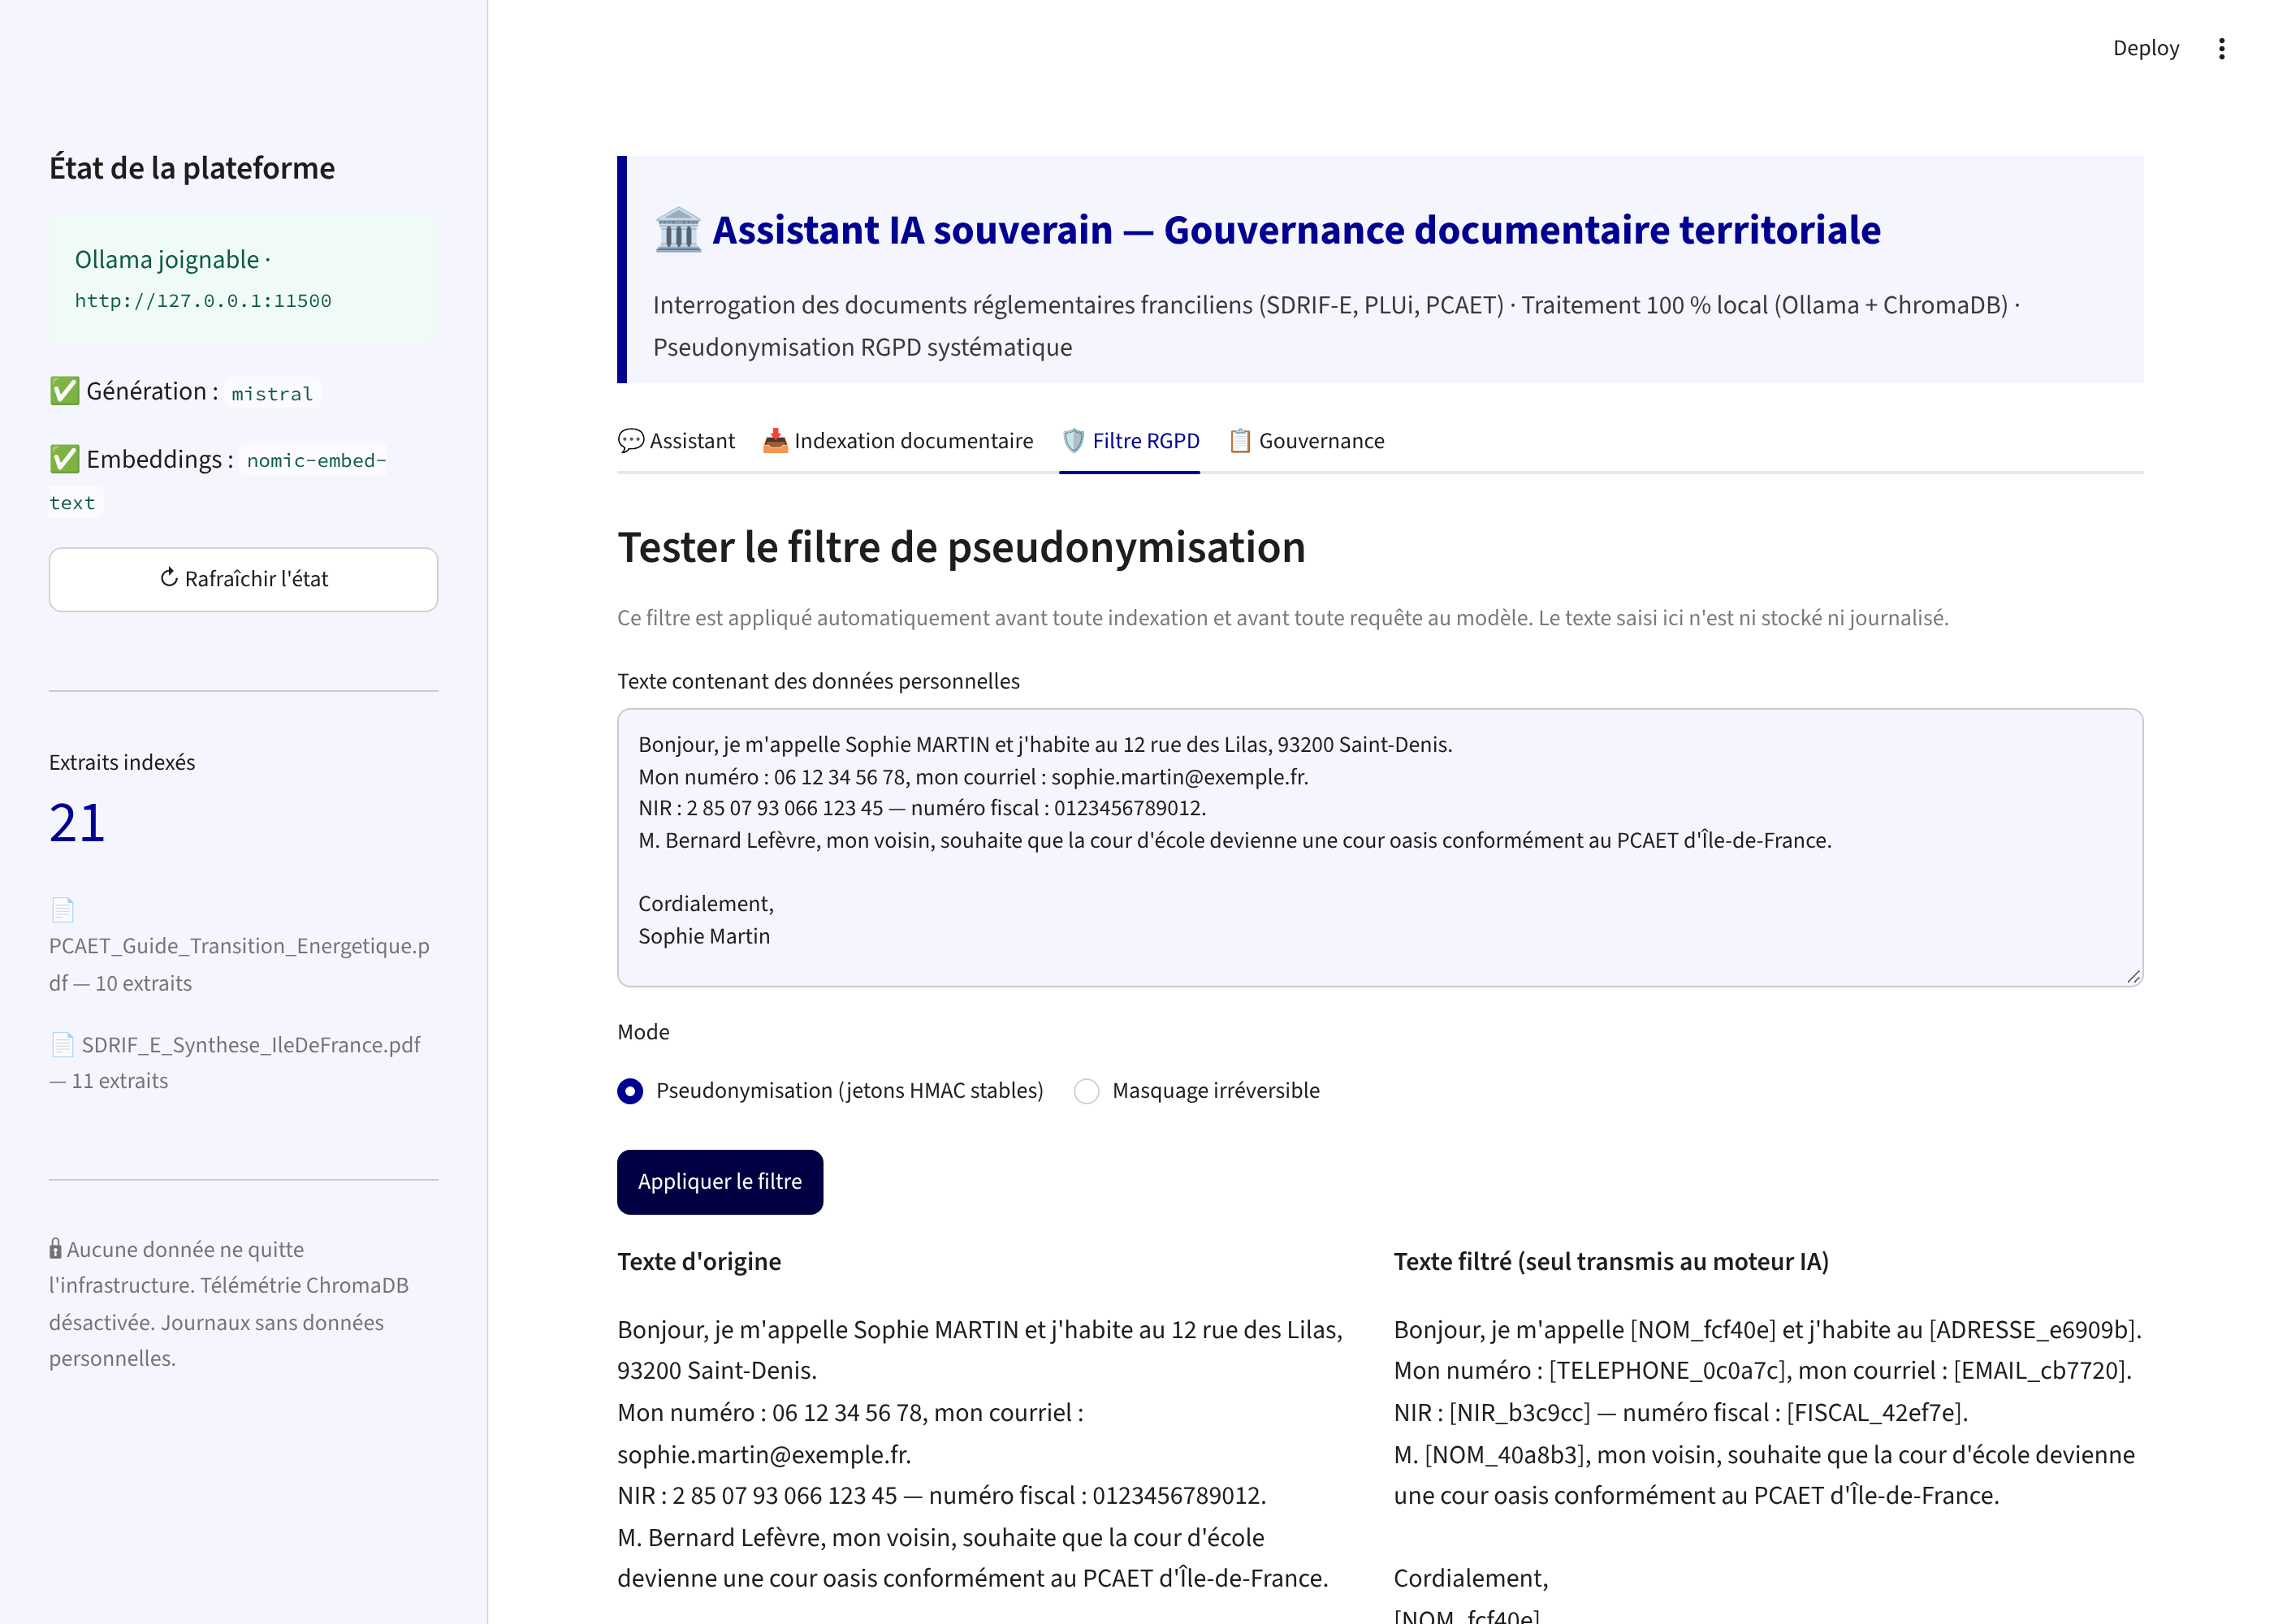 Deploy
État de la plateforme
Ollama joignable ·
http://127.0.0.1:11500
✅ Génération : mistral
✅ Embeddings : nomic-embed-
text
↻ Rafraîchir l'état
Extraits indexés
21
📄
PCAET_Guide_Transition_Energetique.p
df — 10 extraits
📄 SDRIF_E_Synthese_IleDeFrance.pdf
— 11 extraits
🔒 Aucune donnée ne quitte
l'infrastructure. Télémétrie ChromaDB
désactivée. Journaux sans données
personnelles.
🏛️ Assistant IA souverain — Gouvernance documentaire territoriale
Interrogation des documents réglementaires franciliens (SDRIF-E, PLUi, PCAET) · Traitement 100 % local (Ollama + ChromaDB) ·
Pseudonymisation RGPD systématique
💬 Assistant 📥 Indexation documentaire 🛡️ Filtre RGPD 📋 Gouvernance
Tester le filtre de pseudonymisation
Ce filtre est appliqué automatiquement avant toute indexation et avant toute requête au modèle. Le texte saisi ici n'est ni stocké ni journalisé.
Texte contenant des données personnelles
Bonjour, je m'appelle Sophie MARTIN et j'habite au 12 rue des Lilas, 93200 Saint-Denis.
Mon numéro : 06 12 34 56 78, mon courriel : sophie.martin@exemple.fr.
NIR : 2 85 07 93 066 123 45 — numéro fiscal : 0123456789012.
M. Bernard Lefèvre, mon voisin, souhaite que la cour d'école devienne une cour oasis conformément au PCAET d'Île-de-France.
Cordialement,
Sophie Martin
Mode
Pseudonymisation (jetons HMAC stables) Masquage irréversible
Appliquer le filtre
Texte d'origine
Bonjour, je m'appelle Sophie MARTIN et j'habite au 12 rue des Lilas,
93200 Saint-Denis.
Mon numéro : 06 12 34 56 78, mon courriel :
sophie.martin@exemple.fr.
NIR : 2 85 07 93 066 123 45 — numéro fiscal : 0123456789012.
M. Bernard Lefèvre, mon voisin, souhaite que la cour d'école
devienne une cour oasis conformément au PCAET d'Île-de-France.
Texte filtré (seul transmis au moteur IA)
Bonjour, je m'appelle [NOM_fcf40e] et j'habite au [ADRESSE_e6909b].
Mon numéro : [TELEPHONE_0c0a7c], mon courriel : [EMAIL_cb7720].
NIR : [NIR_b3c9cc] — numéro fiscal : [FISCAL_42ef7e].
M. [NOM_40a8b3], mon voisin, souhaite que la cour d'école devienne
une cour oasis conformément au PCAET d'Île-de-France.
Cordialement,
[NOM_fcf40e]